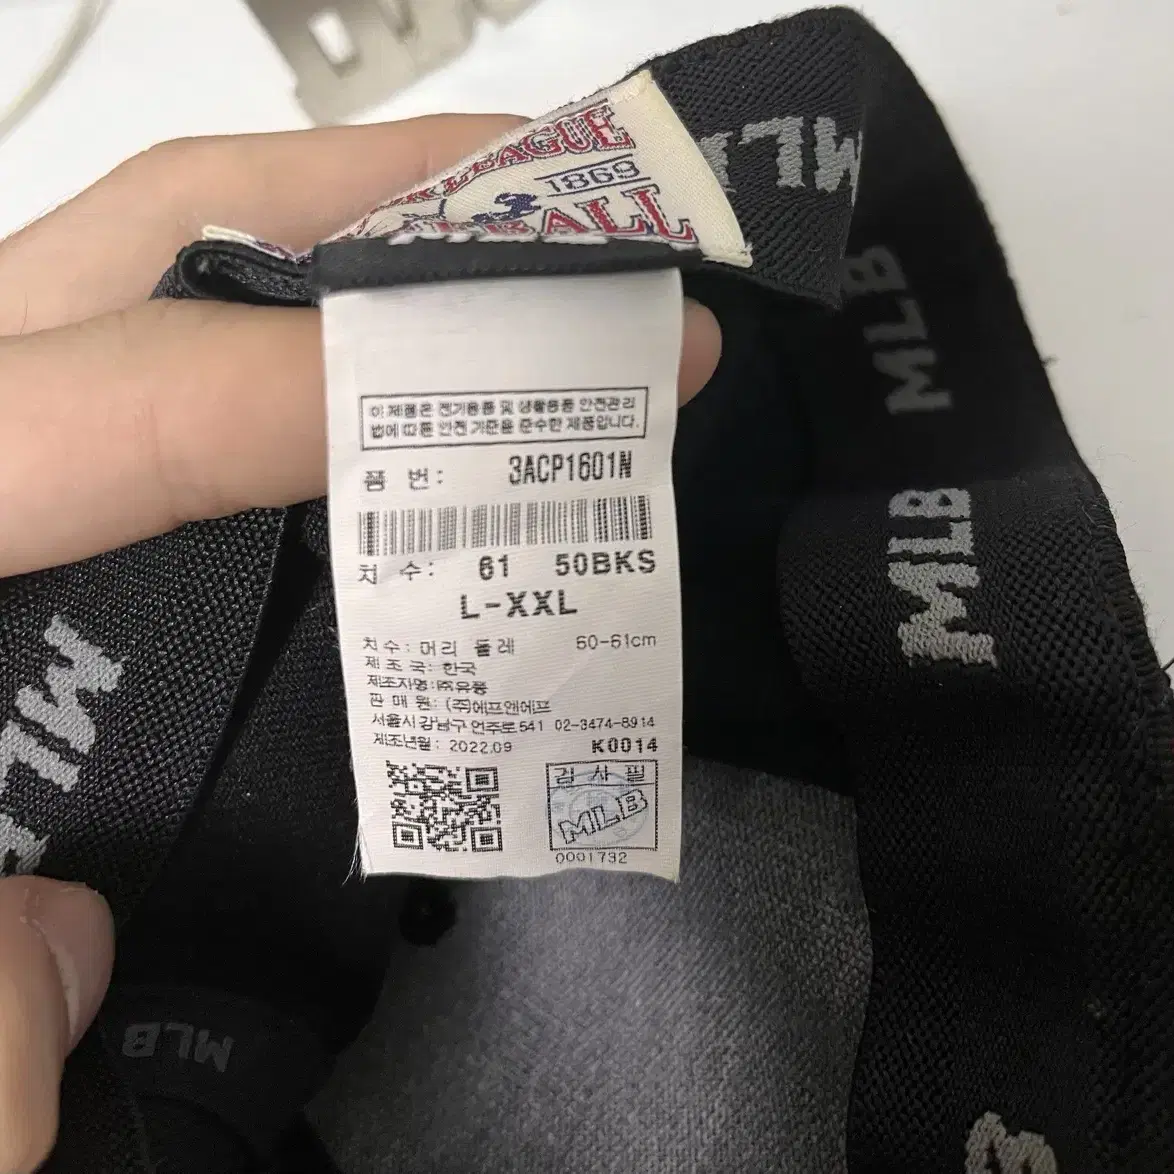 LEAGUE
1869
BALL
MLB
MLB
MLB
이 제품은 전기용품 및 생활용품 안전관리
법에 따른 안전 기준을 준수한 제품입니다.
품 번: 3ACP1601N
치 수: 61 50BKS
L-XXL
치수: 머리 둘레 60-61cm
제 조 국: 한국
제조자명: ㈜유풍
판 매 원: (주)에프앤에프
서울시 강남구 언주로 541 02-3474-8914
제조년월: 2022.09 K0014
검 사 필
MLB
0001732
MLB